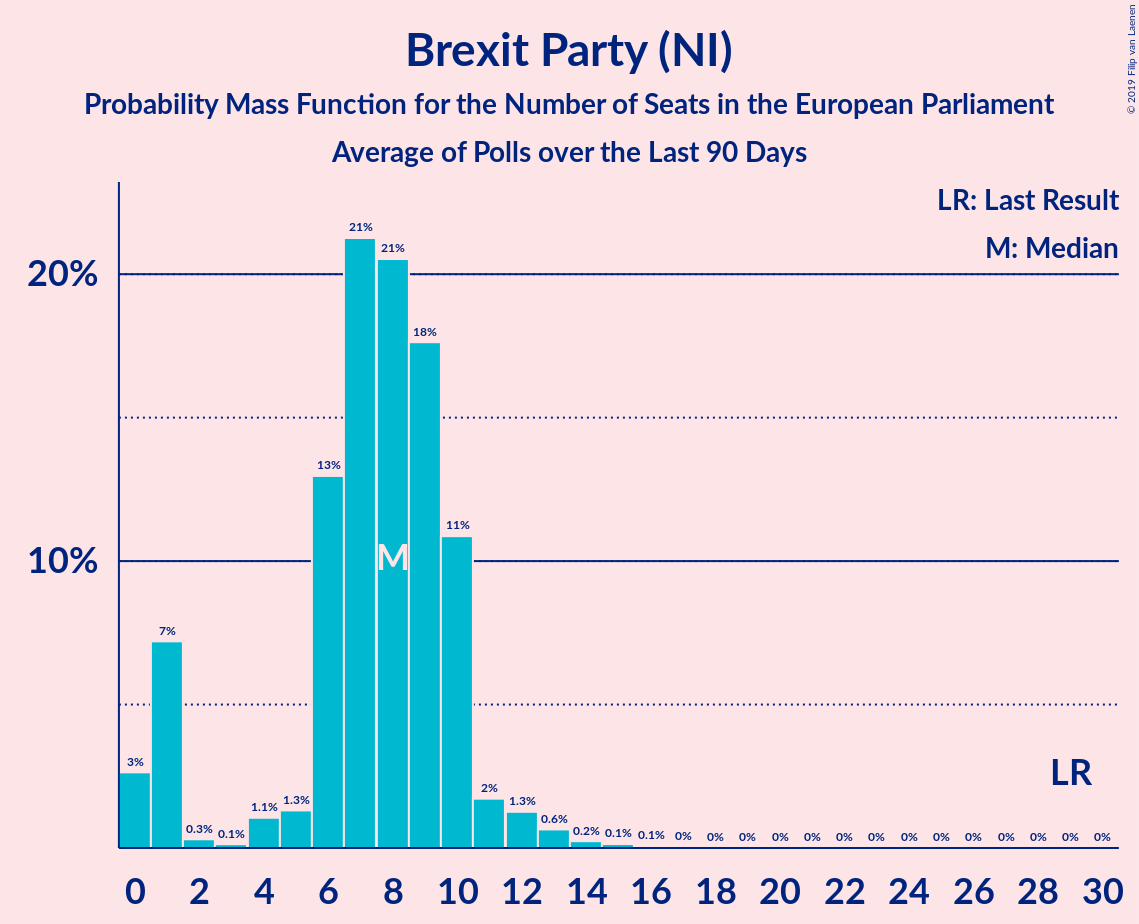 Brexit Party (NI)
Probability Mass Function for the Number of Seats in the European Parliament
Average of Polls over the Last 90 Days
© 2019 Filip van Laenen
LR: Last Result
M: Median
20%
10%
3% 7% 0.3% 0.1% 1.1% 1.3% 13% 21% 21% 18% 11% 2% 1.3% 0.6% 0.2% 0.1% 0.1% 0% 0% 0% 0% 0% 0% 0% 0% 0% 0% 0% 0% 0% 0%
M
LR
0 2 4 6 8 10 12 14 16 18 20 22 24 26 28 30